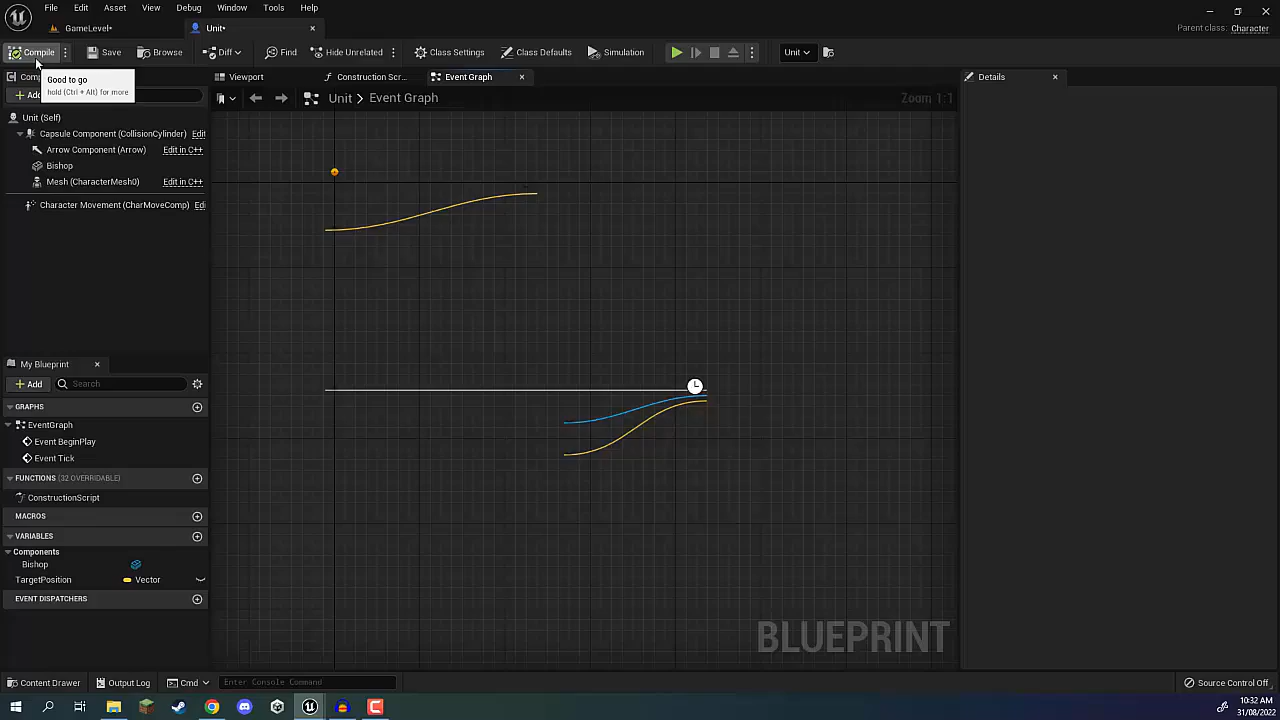 File Edit Asset View Debug Window Tools Help
GameLevel*
Unit*
Parent class: Character
Compile
Save
Browse
Diff
Find
Hide Unrelated
Class Settings
Class Defaults
Simulation
Unit
Good to go
hold (Ctrl + Alt) for more
Comp
Add
Viewport
Construction Scr...
Event Graph
Details
Unit > Event Graph
Zoom 1:1
Unit (Self)
Capsule Component (CollisionCylinder) Edit
Arrow Component (Arrow) Edit in C++
Bishop
Mesh (CharacterMesh0) Edit in C++
Character Movement (CharMoveComp) Edi
My Blueprint
Add
Search
GRAPHS
EventGraph
Event BeginPlay
Event Tick
FUNCTIONS (32 OVERRIDABLE)
ConstructionScript
MACROS
VARIABLES
Components
Bishop
TargetPosition Vector
EVENT DISPATCHERS
BLUEPRINT
Content Drawer
Output Log
Cmd
Enter Console Command
Source Control Off
10:32 AM
31/08/2022